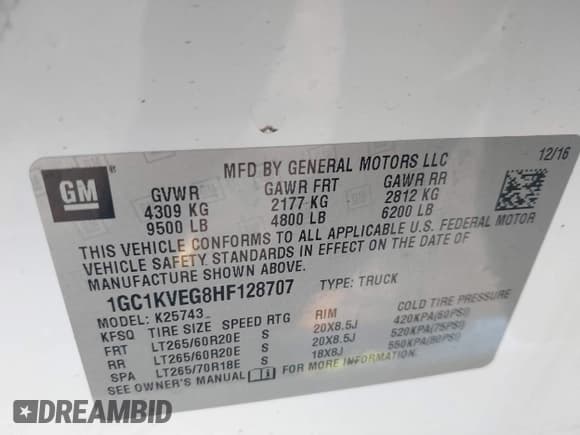 GM
MFD BY GENERAL MOTORS LLC
12/16
GVWR GAWR FRT GAWR RR
4309 KG 2177 KG 2812 KG
9500 LB 4800 LB 6200 LB
THIS VEHICLE CONFORMS TO ALL APPLICABLE U.S. FEDERAL MOTOR
VEHICLE SAFETY STANDARDS IN EFFECT ON THE DATE OF
MANUFACTURE SHOWN ABOVE.
1GC1KVEG8HF128707 TYPE: TRUCK
MODEL: K25743_
KFSQ TIRE SIZE SPEED RTG RIM
FRT LT265/60R20E S 20X8.5J 420KPA(60PSI)
RR LT265/60R20E S 20X8.5J 520KPA(75PSI)
SPA LT265/70R18E S 18X8J 550KPA(80PSI)
SEE OWNER'S MANUAL FOR MORE INFORMATION.
DREAMBID